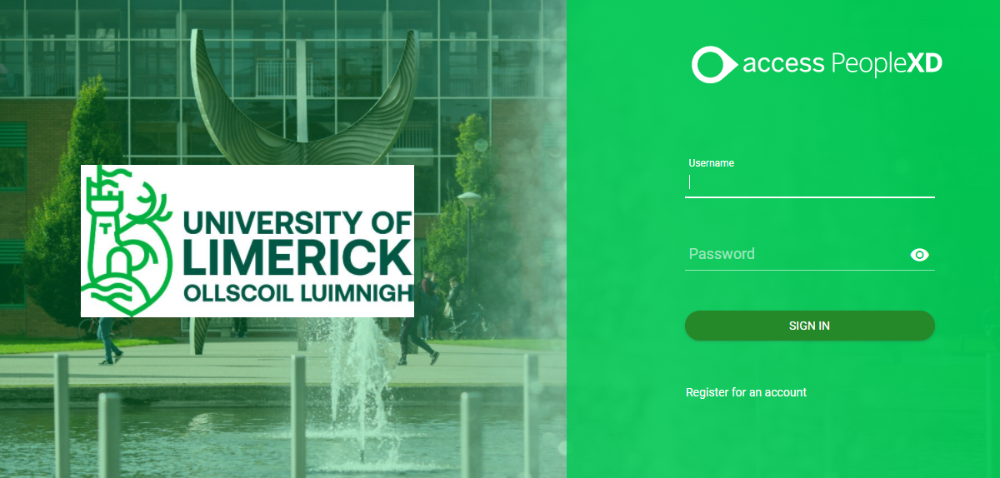 UNIVERSITY OF
LIMERICK
OLLSCOIL LUIMNIGH
access PeopleXD
Username
Password
SIGN IN
Register for an account